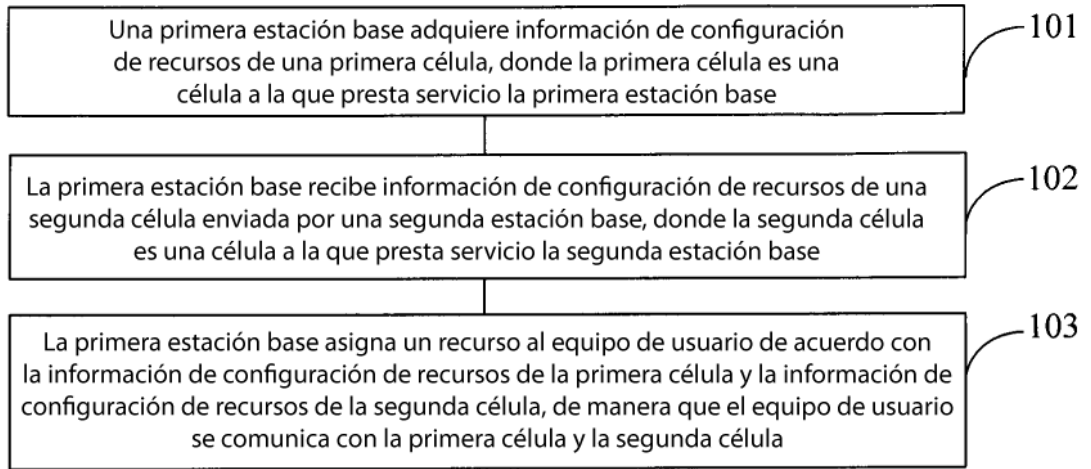 Una primera estación base adquiere información de configuración
de recursos de una primera célula, donde la primera célula es una
célula a la que presta servicio la primera estación base
101
La primera estación base recibe información de configuración de recursos de una
segunda célula enviada por una segunda estación base, donde la segunda célula
es una célula a la que presta servicio la segunda estación base
102
La primera estación base asigna un recurso al equipo de usuario de acuerdo con
la información de configuración de recursos de la primera célula y la información de
configuración de recursos de la segunda célula, de manera que el equipo de usuario
se comunica con la primera célula y la segunda célula
103